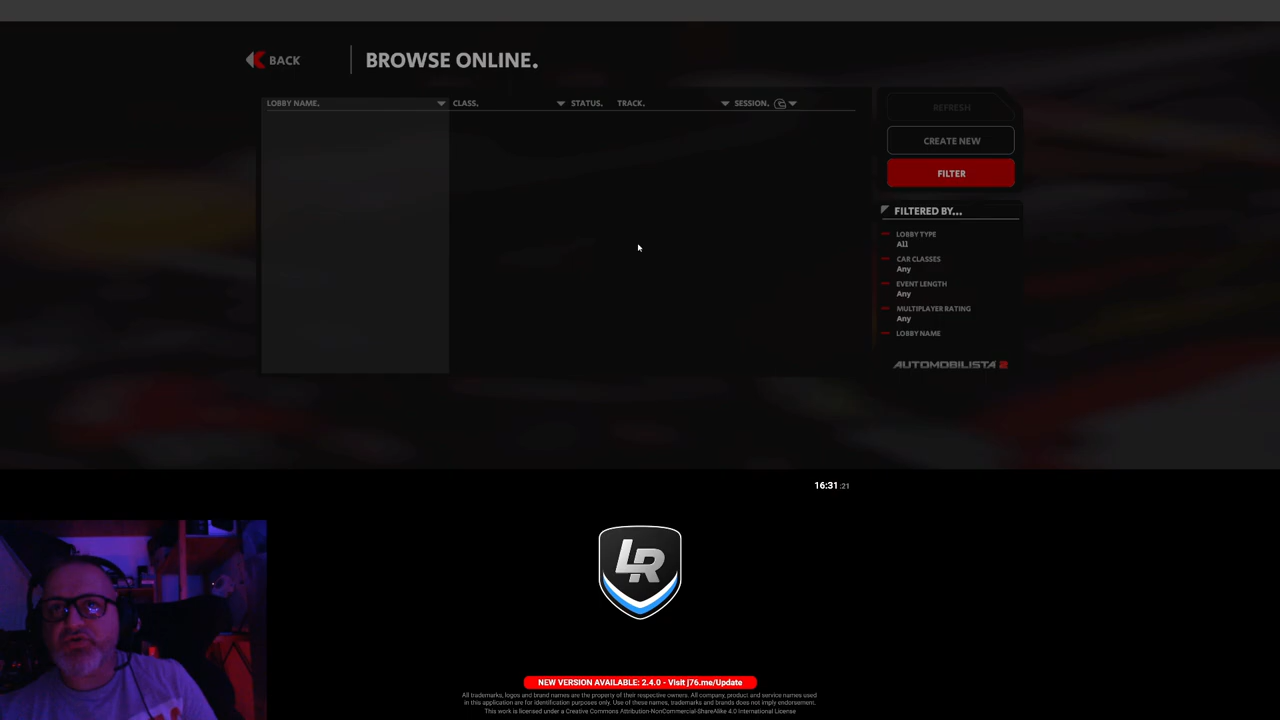 BACK
BROWSE ONLINE.
LOBBY NAME. CLASS. STATUS. TRACK. SESSION.
REFRESH
CREATE NEW
FILTER
FILTERED BY...
LOBBY TYPE
All
CAR CLASSES
Any
EVENT LENGTH
Any
MULTIPLAYER RATING
Any
LOBBY NAME
AUTOMOBILISTA 2
16:31:21
LR
NEW VERSION AVAILABLE: 2.4.0 - Visit j76.me/Update
All trademarks, logos and brand names are the property of their respective owners. All company, product and service names used
in this application are for identification purposes only. Use of these names, trademarks and brands does not imply endorsement.
This work is licensed under a Creative Commons Attribution-NonCommercial-ShareAlike 4.0 International License